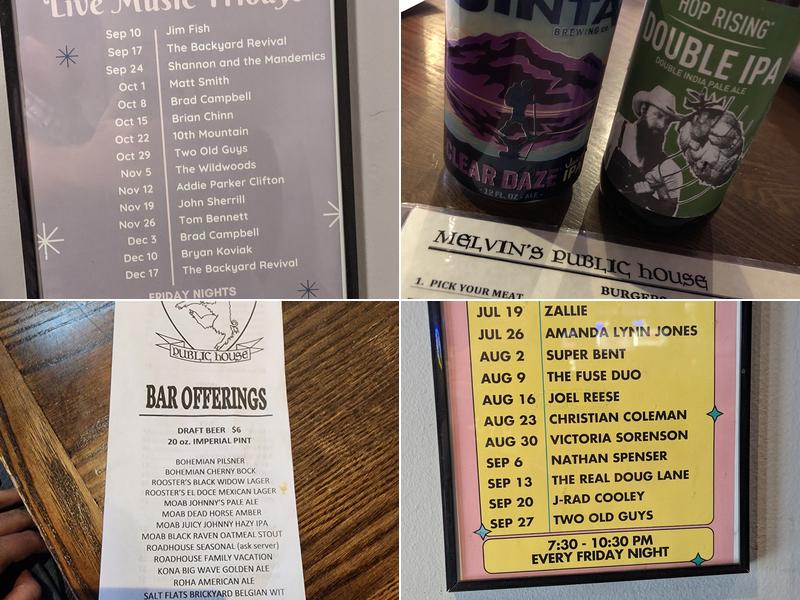 Live Music Fridays
Sep 10 Jim Fish
Sep 17 The Backyard Revival
Sep 24 Shannon and the Mandemics
Oct 1 Matt Smith
Oct 8 Brad Campbell
Oct 15 Brian Chinn
Oct 22 10th Mountain
Oct 29 Two Old Guys
Nov 5 The Wildwoods
Nov 12 Addie Parker Clifton
Nov 19 John Sherrill
Nov 26 Tom Bennett
Dec 3 Brad Campbell
Dec 10 Bryan Koviak
Dec 17 The Backyard Revival
FRIDAY NIGHTS
UINTA
BREWING CO.
CLEAR DAZE
IPA
12 FL. OZ. - ALE
HOP RISING
DOUBLE IPA
DOUBLE INDIA PALE ALE
MELVIN'S PUBLIC HOUSE
1. PICK YOUR MEAT
BURGERS
PUBLIC HOUSE
BAR OFFERINGS
DRAFT BEER $6
20 oz. IMPERIAL PINT
BOHEMIAN PILSNER
BOHEMIAN CHERNY BOCK
ROOSTER'S BLACK WIDOW LAGER
ROOSTER'S EL DOCE MEXICAN LAGER
MOAB JOHNNY'S PALE ALE
MOAB DEAD HORSE AMBER
MOAB JUICY JOHNNY HAZY IPA
MOAB BLACK RAVEN OATMEAL STOUT
ROADHOUSE SEASONAL (ask server)
ROADHOUSE FAMILY VACATION
KONA BIG WAVE GOLDEN ALE
ROHA AMERICAN ALE
SALT FLATS BRICKYARD BELGIAN WIT
JUL 19 ZALLIE
JUL 26 AMANDA LYNN JONES
AUG 2 SUPER BENT
AUG 9 THE FUSE DUO
AUG 16 JOEL REESE
AUG 23 CHRISTIAN COLEMAN
AUG 30 VICTORIA SORENSON
SEP 6 NATHAN SPENSER
SEP 13 THE REAL DOUG LANE
SEP 20 J-RAD COOLEY
SEP 27 TWO OLD GUYS
7:30 - 10:30 PM
EVERY FRIDAY NIGHT